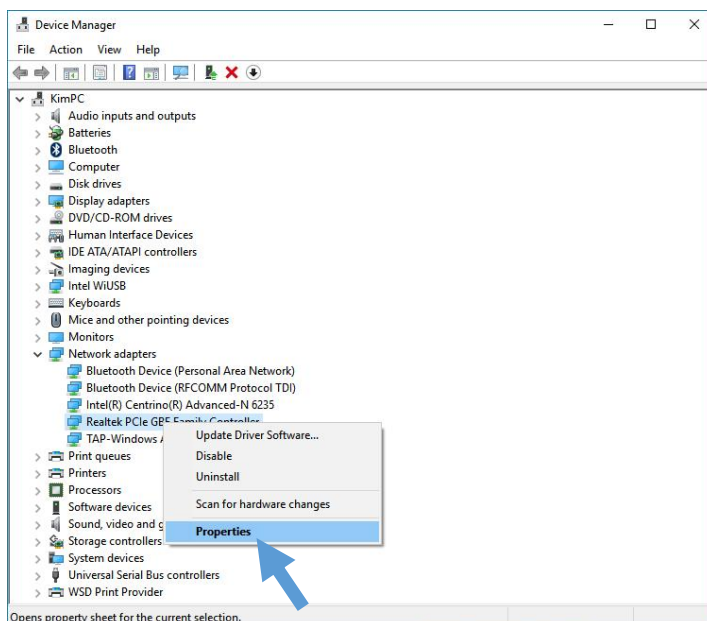 Device Manager
File Action View Help
KimPC
Audio inputs and outputs
Batteries
Bluetooth
Computer
Disk drives
Display adapters
DVD/CD-ROM drives
Human Interface Devices
IDE ATA/ATAPI controllers
Imaging devices
Intel WiUSB
Keyboards
Mice and other pointing devices
Monitors
Network adapters
Bluetooth Device (Personal Area Network)
Bluetooth Device (RFCOMM Protocol TDI)
Intel(R) Centrino(R) Advanced-N 6235
Realtek PCIe GBE Family Controller
TAP-Windows A
Update Driver Software...
Disable
Uninstall
Scan for hardware changes
Properties
Print queues
Printers
Processors
Software devices
Sound, video and g
Storage controllers
System devices
Universal Serial Bus controllers
WSD Print Provider
Opens property sheet for the current selection.